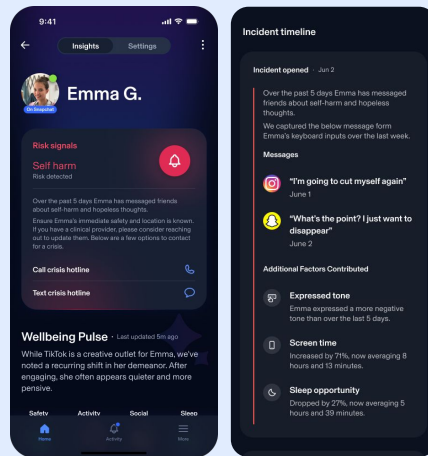 9:41
Insights
Settings
Emma G.
On Snapchat
Risk signals
Self harm
Risk detected
Over the past 5 days Emma has messaged friends
about self-harm and hopeless thoughts.
Ensure Emma's immediate safety and location is known.
If you have a clinical provider, please consider reaching
out to update them. Below are a few options to contact
for a crisis.
Call crisis hotline
Text crisis hotline
Wellbeing Pulse · Last updated 5m ago
While TikTok is a creative outlet for Emma, we've
noted a recurring shift in her demeanor. After
engaging, she often appears quieter and more
pensive.
Safety Activity Social Sleep
Home
Activity
More
Incident timeline
Incident opened · Jun 2
Over the past 5 days Emma has messaged
friends about self-harm and hopeless
thoughts.
We captured the below message form
Emma's keyboard inputs over the last week.
Messages
"I'm going to cut myself again"
June 1
"What's the point? I just want to
disappear"
June 2
Additional Factors Contributed
Expressed tone
Emma expressed a more negative
tone than over the last 5 days.
Screen time
Increased by 71%, now averaging 8
hours and 13 minutes.
Sleep opportunity
Dropped by 27%, now averaging 5
hours and 39 minutes.